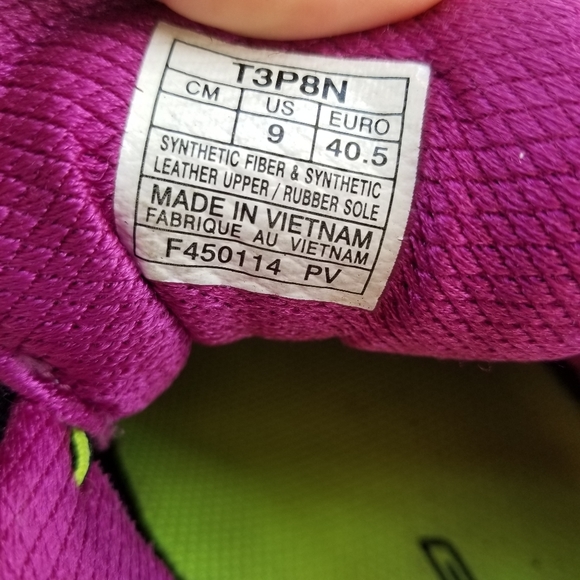 T3P8N
CM US EURO
9 40.5
SYNTHETIC FIBER & SYNTHETIC
LEATHER UPPER / RUBBER SOLE
MADE IN VIETNAM
FABRIQUE AU VIETNAM
F450114 PV